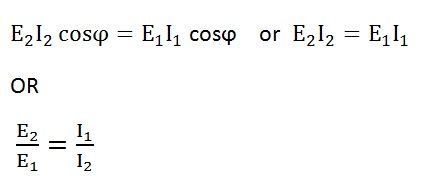 E₂I₂ cosφ = E₁I₁ cosφ or E₂I₂ = E₁I₁
OR
E₂/E₁ = I₁/I₂